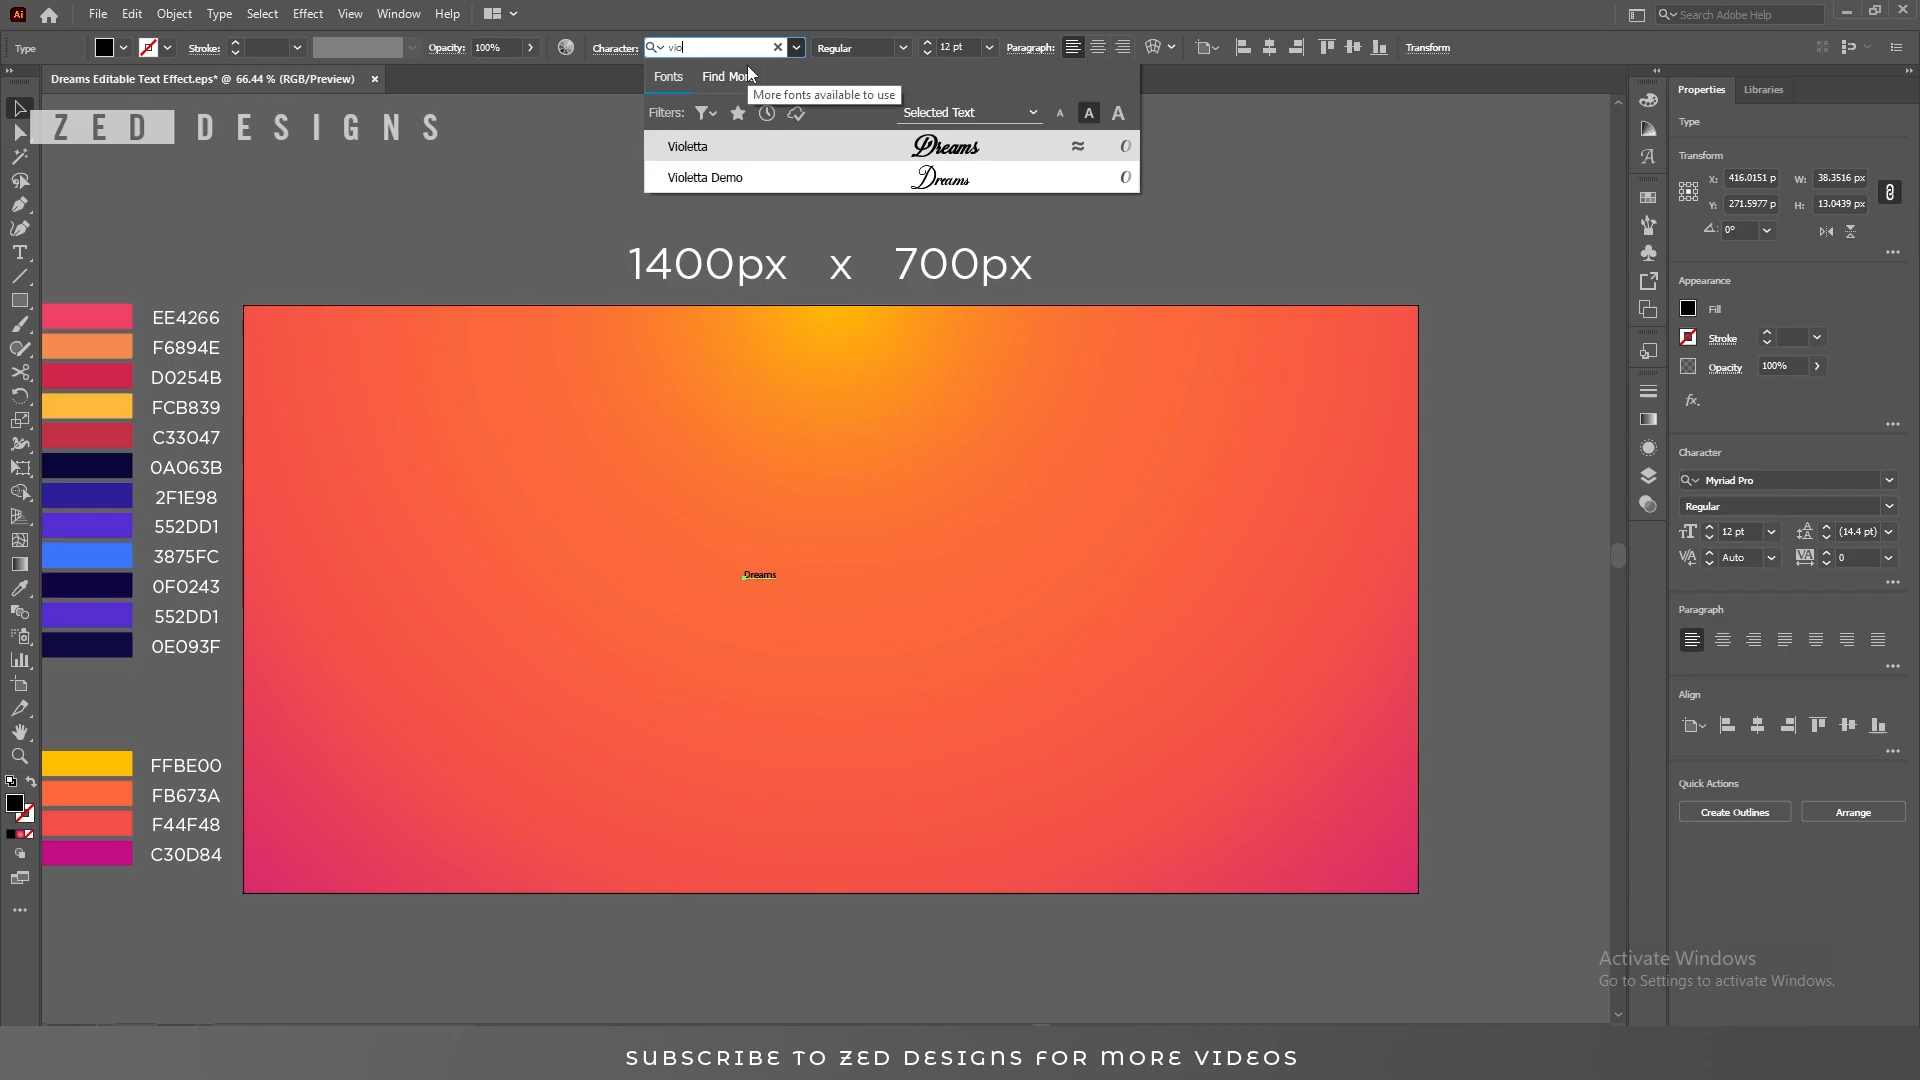 Ai File Edit Object Type Select Effect View Window Help Search Adobe Help
Type Stroke: Opacity: 100% Character: viol Regular 12 pt Paragraph: Transform
Dreams Editable Text Effect.eps* @ 66.44 % (RGB/Preview) ×
Fonts Find More
More fonts available to use
Filters: Selected Text A A A
Violetta Dreams
Violetta Demo Dreams
ZED DESIGNS
1400px x 700px
EE4266
F6894E
D0254B
FCB839
C33047
0A063B
2F1E98
552DD1
3875FC
0F0243
552DD1
0E093F
FFBE00
FB673A
F44F48
C30D84
Dreams
Properties Libraries
Type
Transform
X: 416.0151 p W: 38.3516 px
Y: 271.5977 p H: 13.0439 px
0°
Appearance
Fill
Stroke
Opacity 100%
fx.
Character
Myriad Pro
Regular
12 pt (14.4 pt)
Auto 0
Paragraph
Align
Quick Actions
Create Outlines Arrange
Activate Windows
Go to Settings to activate Windows.
SUBSCRIBE TO ZED DESIGNS FOR MORE VIDEOS